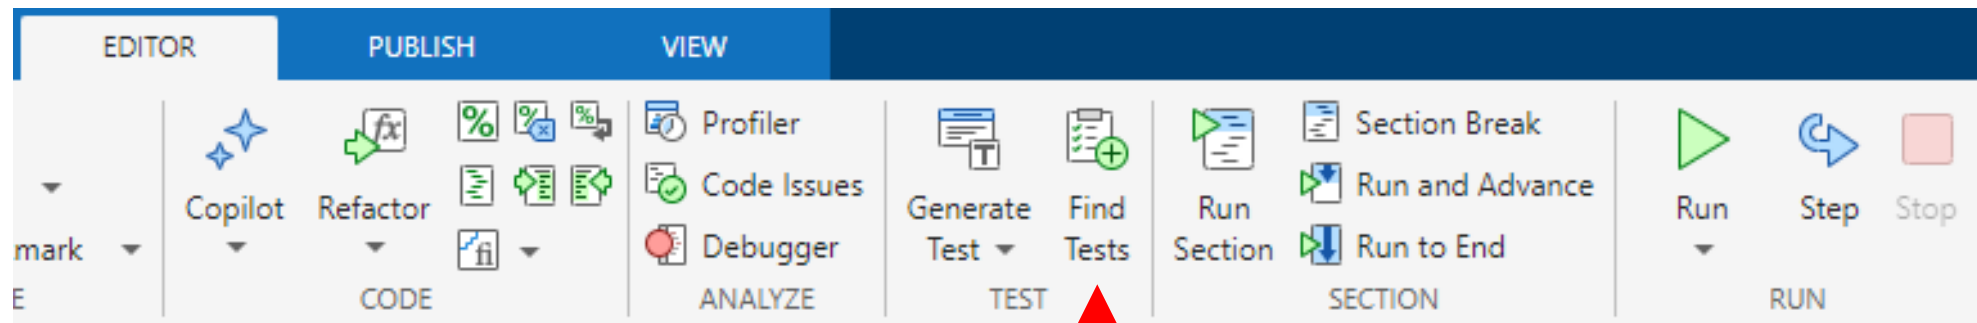 EDITOR PUBLISH VIEW
Profiler
Section Break
Code Issues
Run and Advance
Copilot
Refactor
Generate
Test
Find
Tests
Run
Section
Run
Step
Stop
mark
Debugger
Run to End
E
CODE
ANALYZE
TEST
SECTION
RUN